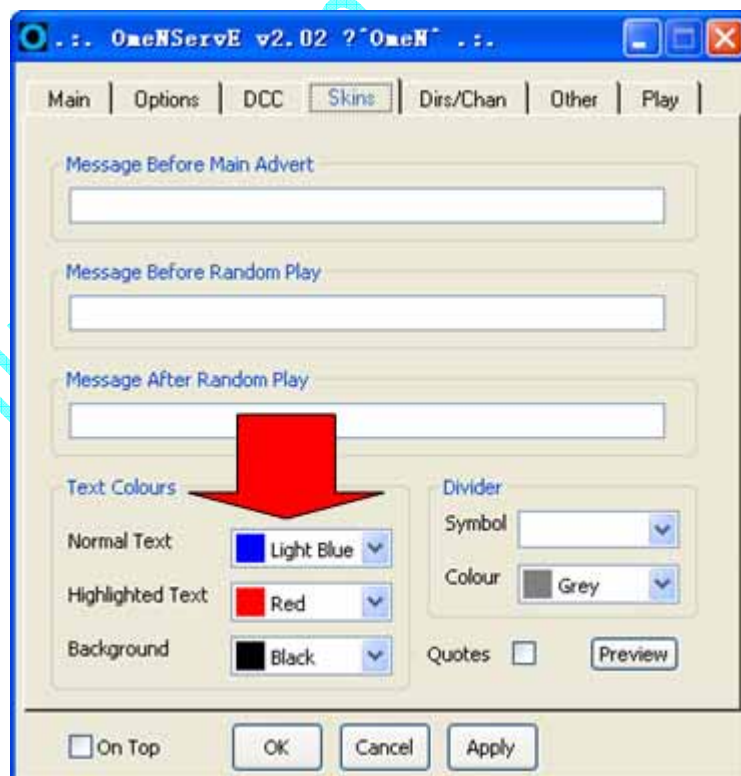 .:. OmeNServE v2.02 ?ˆOmeNˆ .:.
Main Options DCC Skins Dirs/Chan Other Play
Message Before Main Advert
Message Before Random Play
Message After Random Play
Text Colours
Normal Text Light Blue
Highlighted Text Red
Background Black
Divider
Symbol
Colour Grey
Quotes Preview
On Top OK Cancel Apply